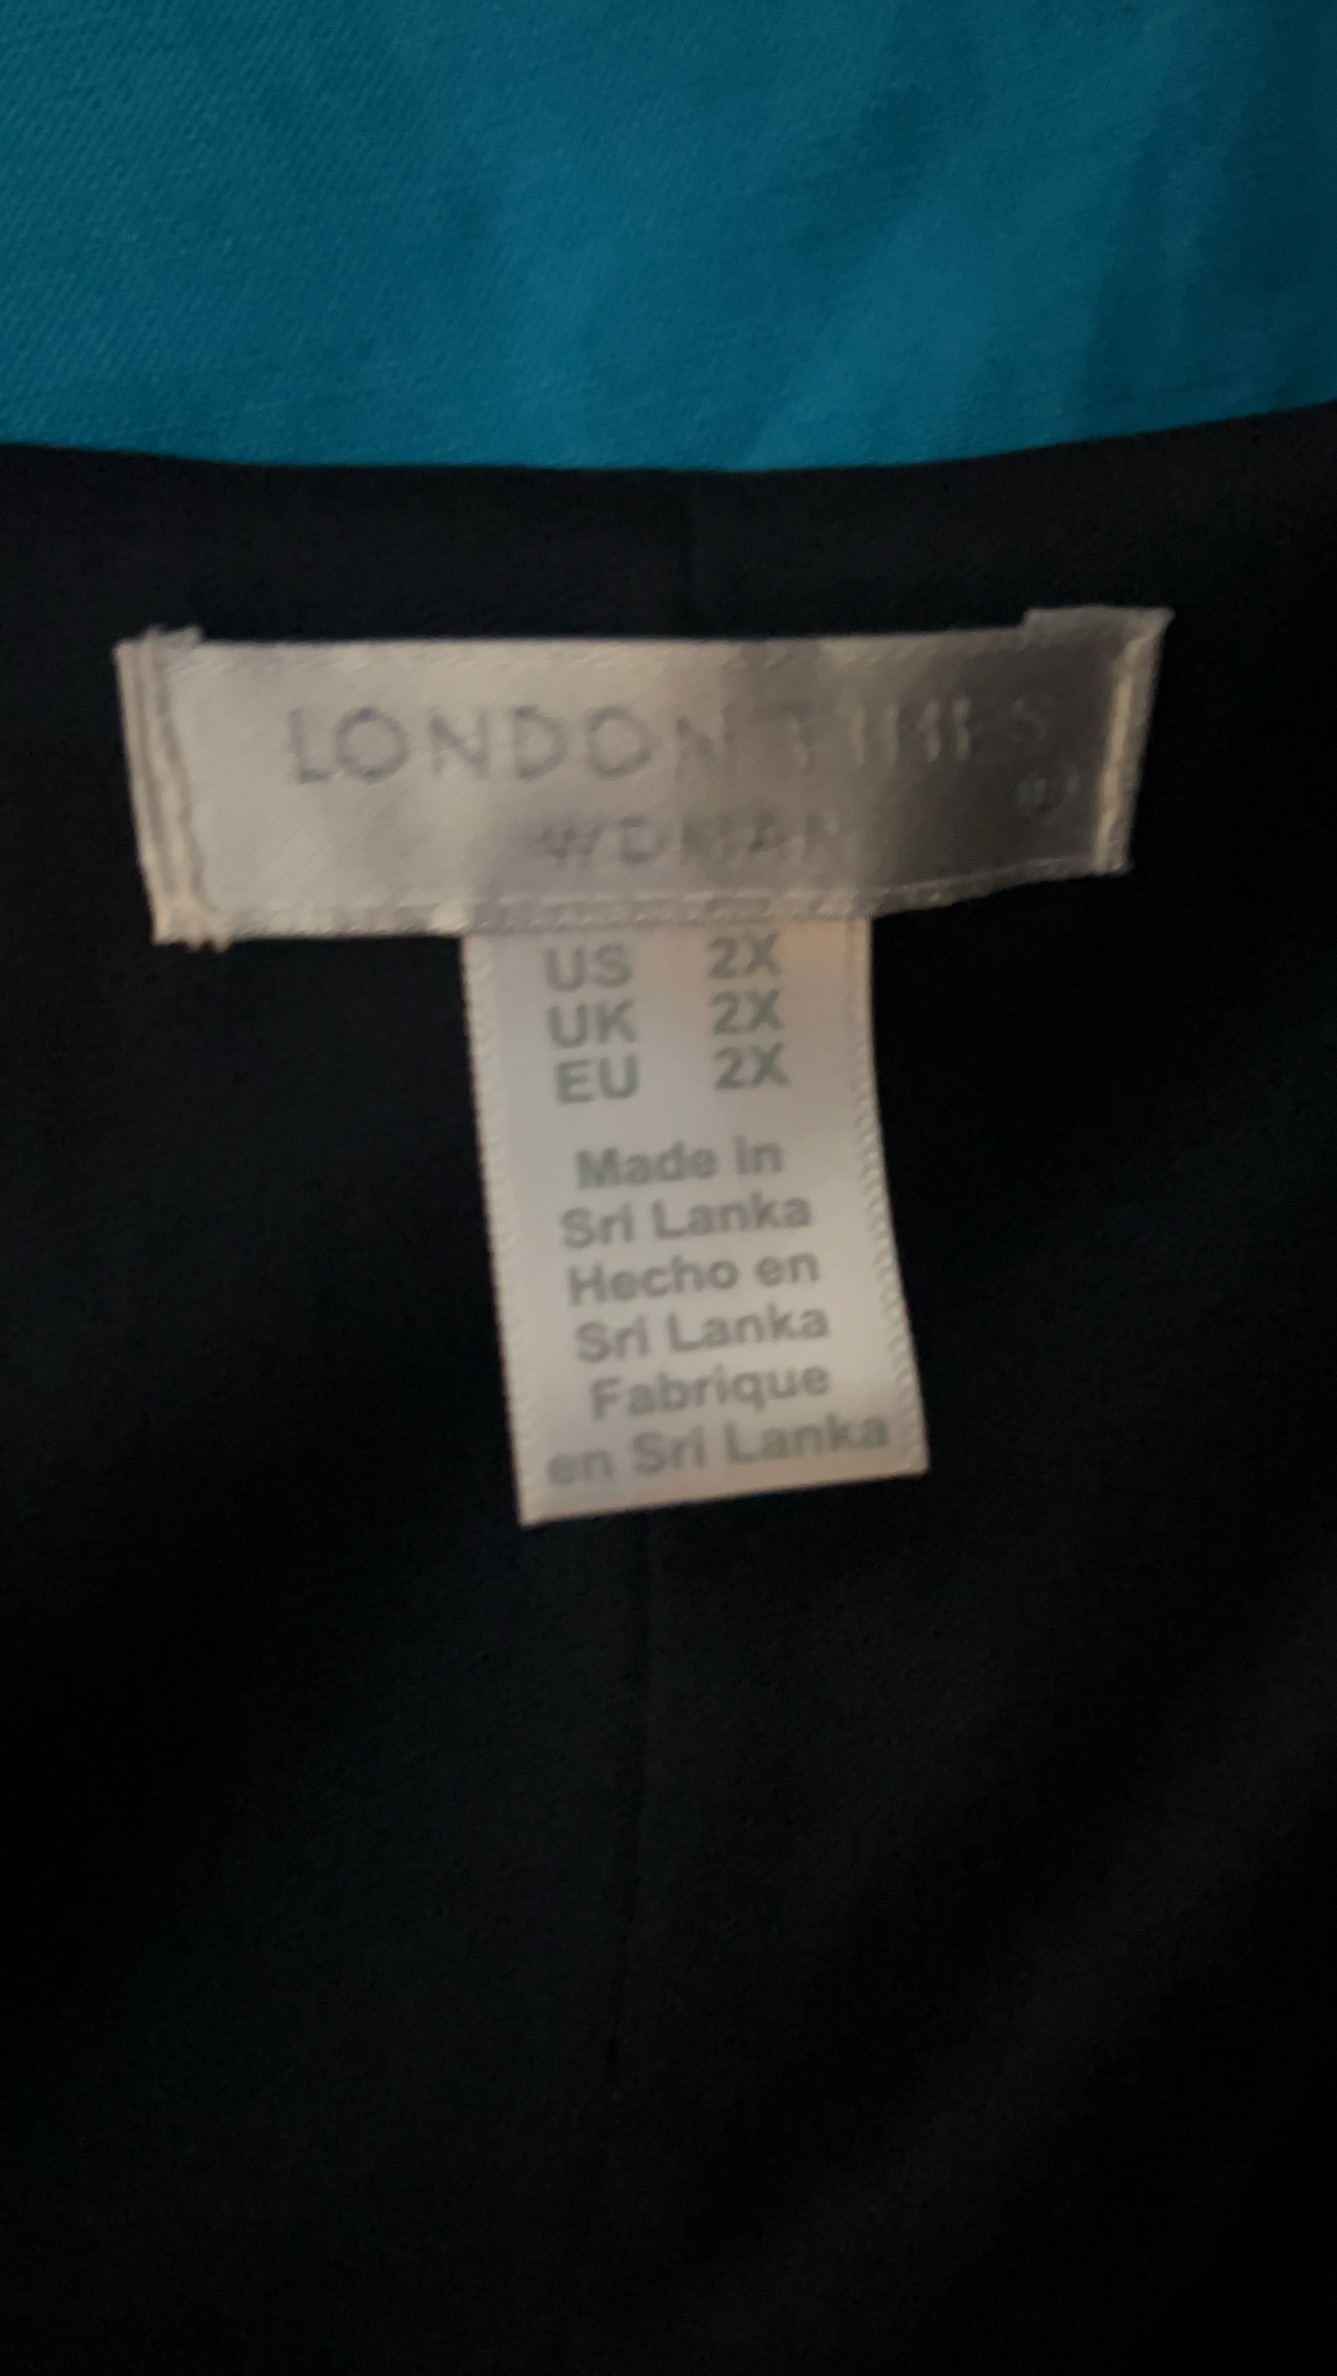 LONDON TIMES
WOMAN
US 2X
UK 2X
EU 2X
Made in
Sri Lanka
Hecho en
Sri Lanka
Fabrique
en Sri Lanka